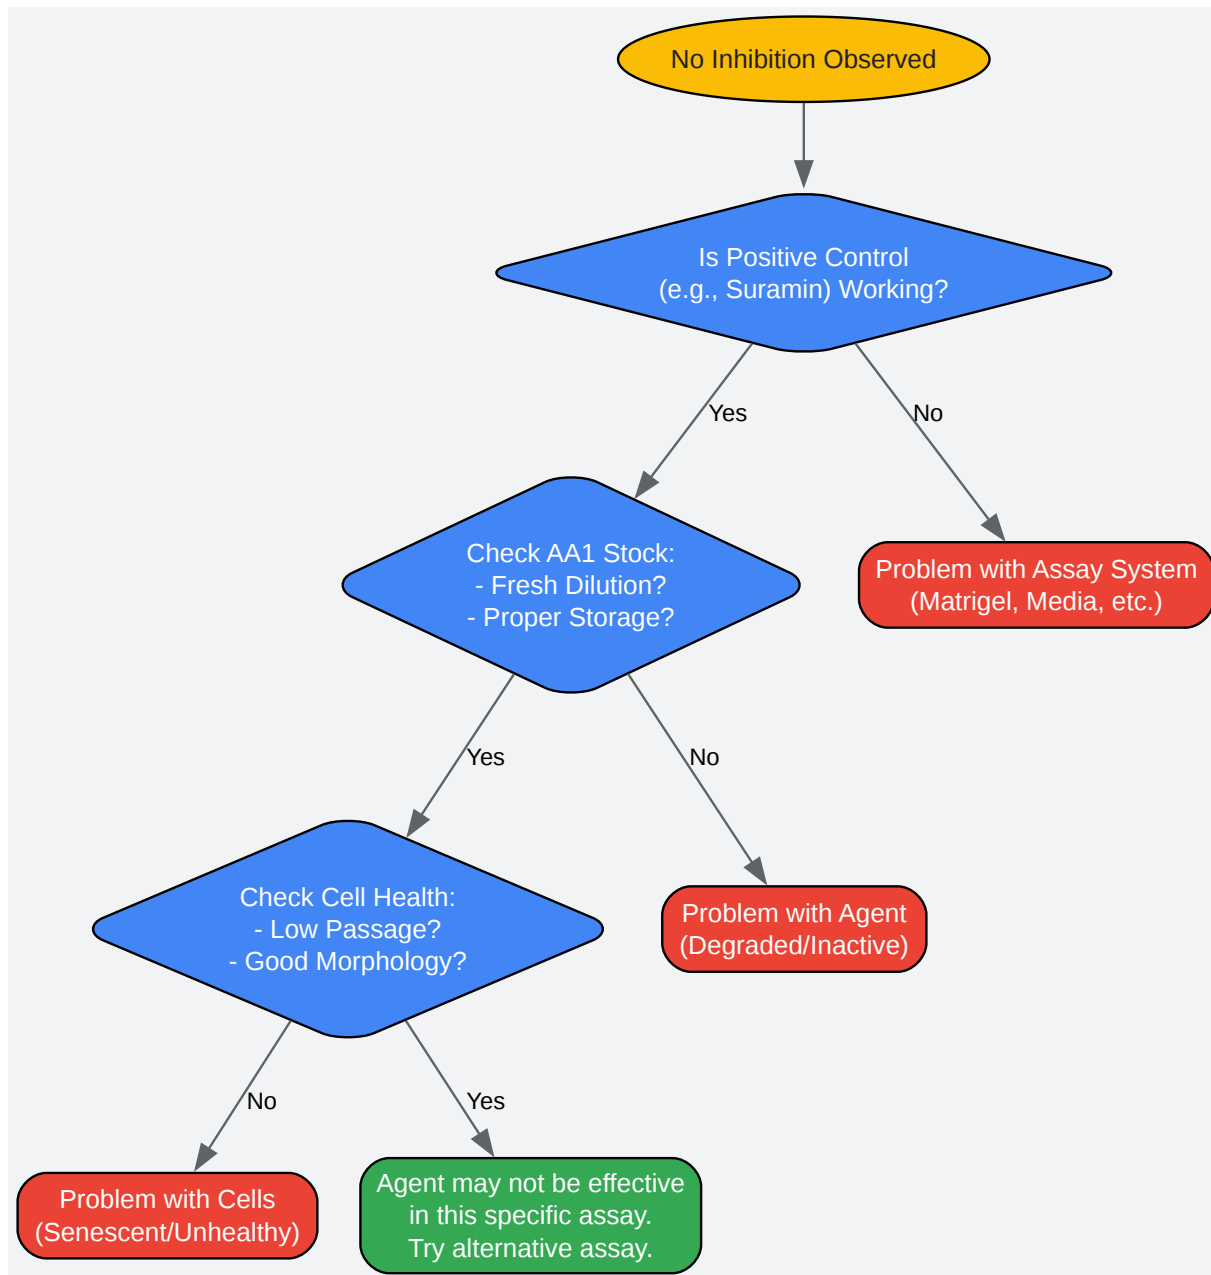 No Inhibition Observed
Is Positive Control
(e.g., Suramin) Working?
Yes
No
Check AA1 Stock:
- Fresh Dilution?
- Proper Storage?
Problem with Assay System
(Matrigel, Media, etc.)
Yes
No
Check Cell Health:
- Low Passage?
- Good Morphology?
Problem with Agent
(Degraded/Inactive)
No
Yes
Problem with Cells
(Senescent/Unhealthy)
Agent may not be effective
in this specific assay.
Try alternative assay.